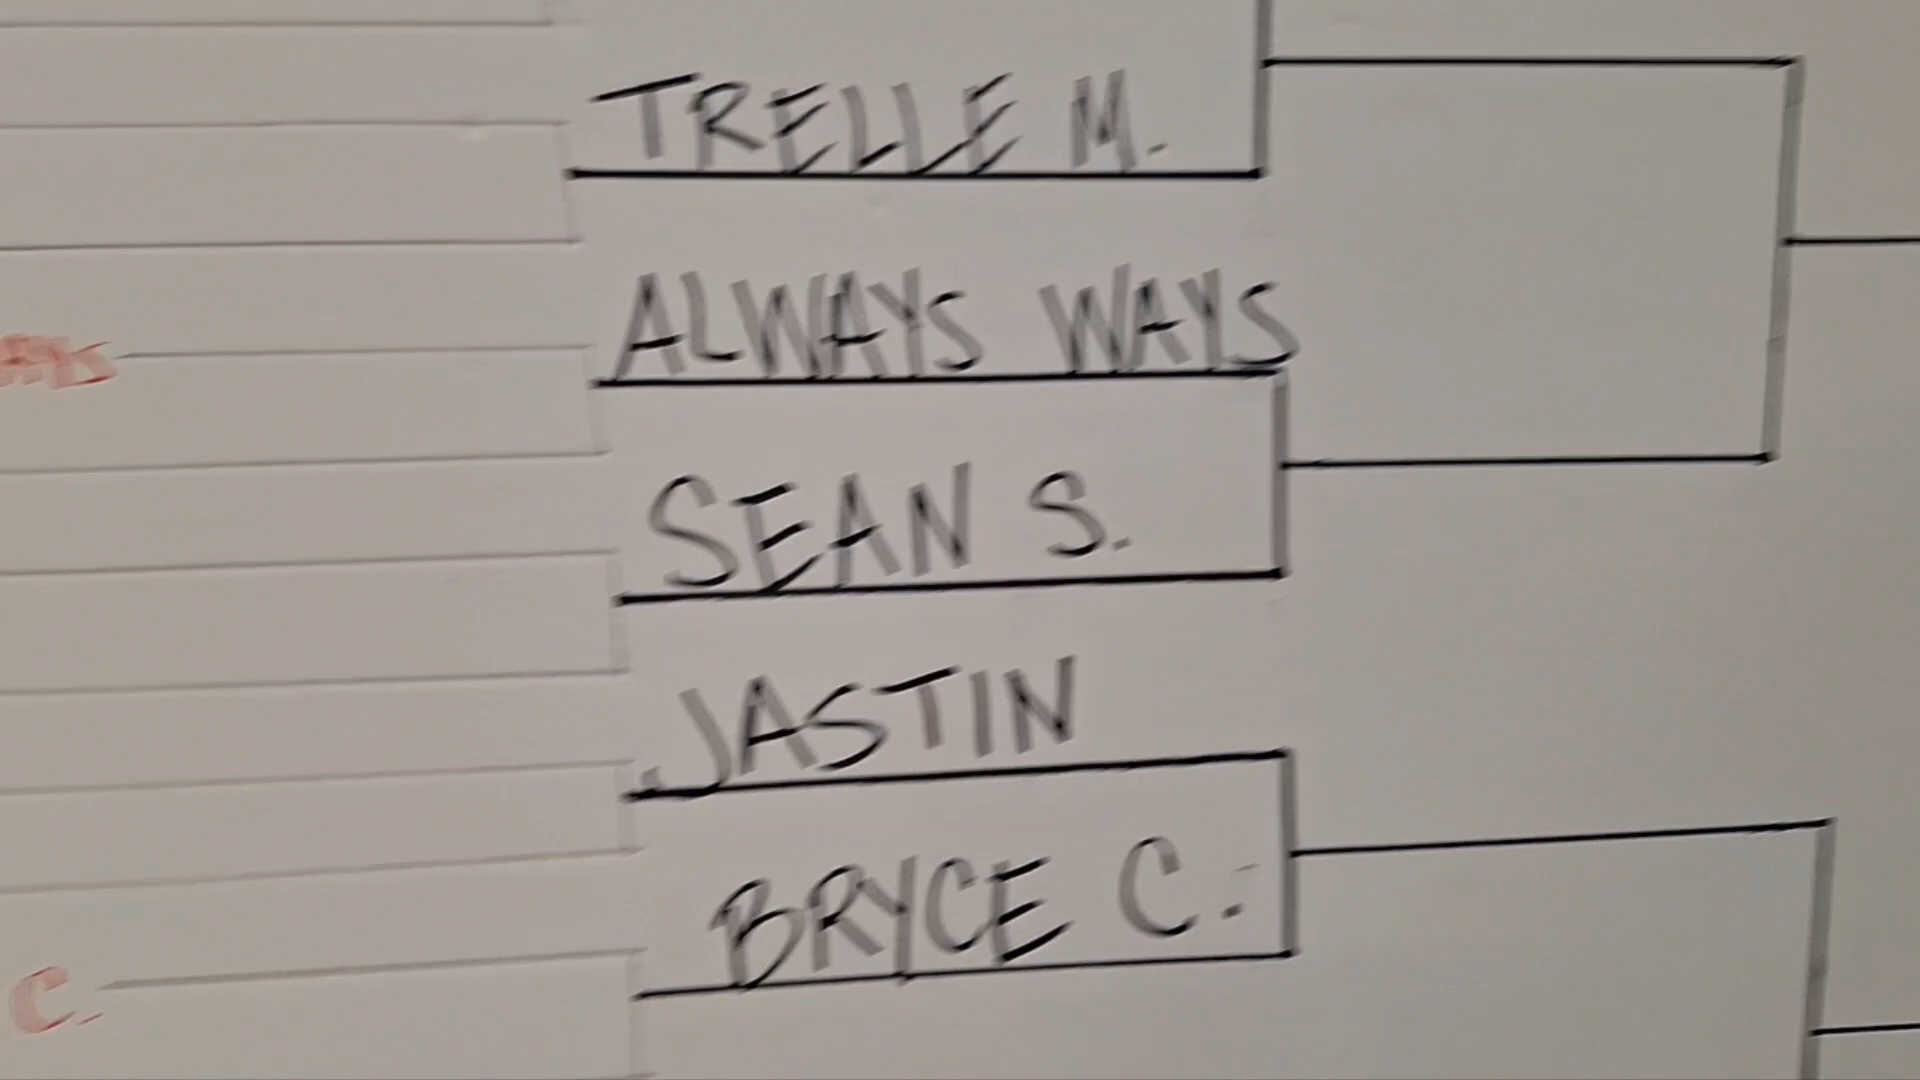 TRELLE M.
ALWAYS WAYS
SEAN S.
JASTIN
BRYCE C.
C.